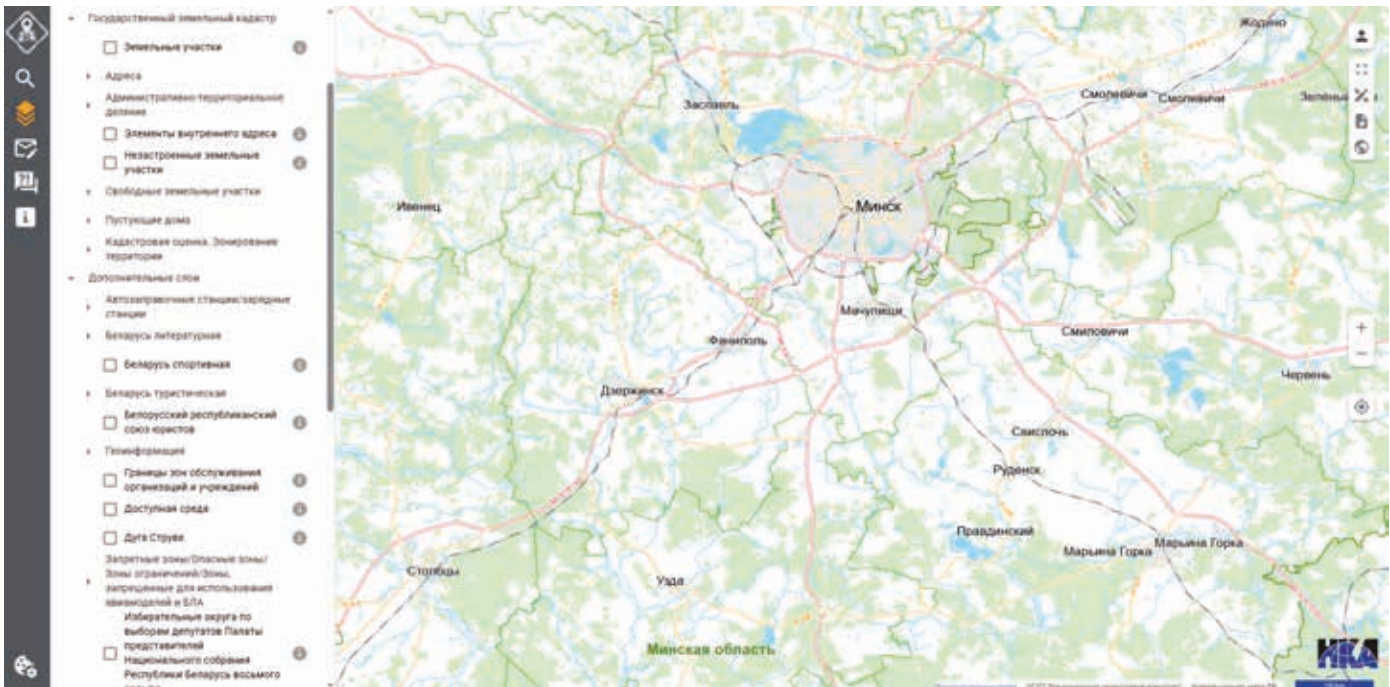 Государственный земельный кадастр
Земельные участки
Адреса
Административно-территориальное
деление
Элементы внутреннего адреса
Незастроенные земельные
участки
Свободные земельные участки
Пустующие дома
Кадастровая оценка. Зонирование
территории
Дополнительные слои
Автозаправочные станции/зарядные
станции
Беларусь литературная
Беларусь спортивная
Беларусь туристическая
Белорусский республиканский
союз юристов
Геоинформация
Границы зон обслуживания
организаций и учреждений
Доступная среда
Дуга Струве
Запретные зоны/Опасные зоны/
Зоны ограничений/Зоны,
запрещенные для использования
авиамоделей и БЛА
Избирательные округа по
выборам депутатов Палаты
представителей
Национального собрания
Республики Беларусь восьмого
Жодино
Смолевичи Смолевичи
Заславль
Ивенец
Минск
Мачулищи
Фаниполь
Смиловичи
Червень
Дзержинск
Свислочь
Руденск
Правдинский
Марьина Горка Марьина Горка
Столбцы
Узда
Минская область
НКА